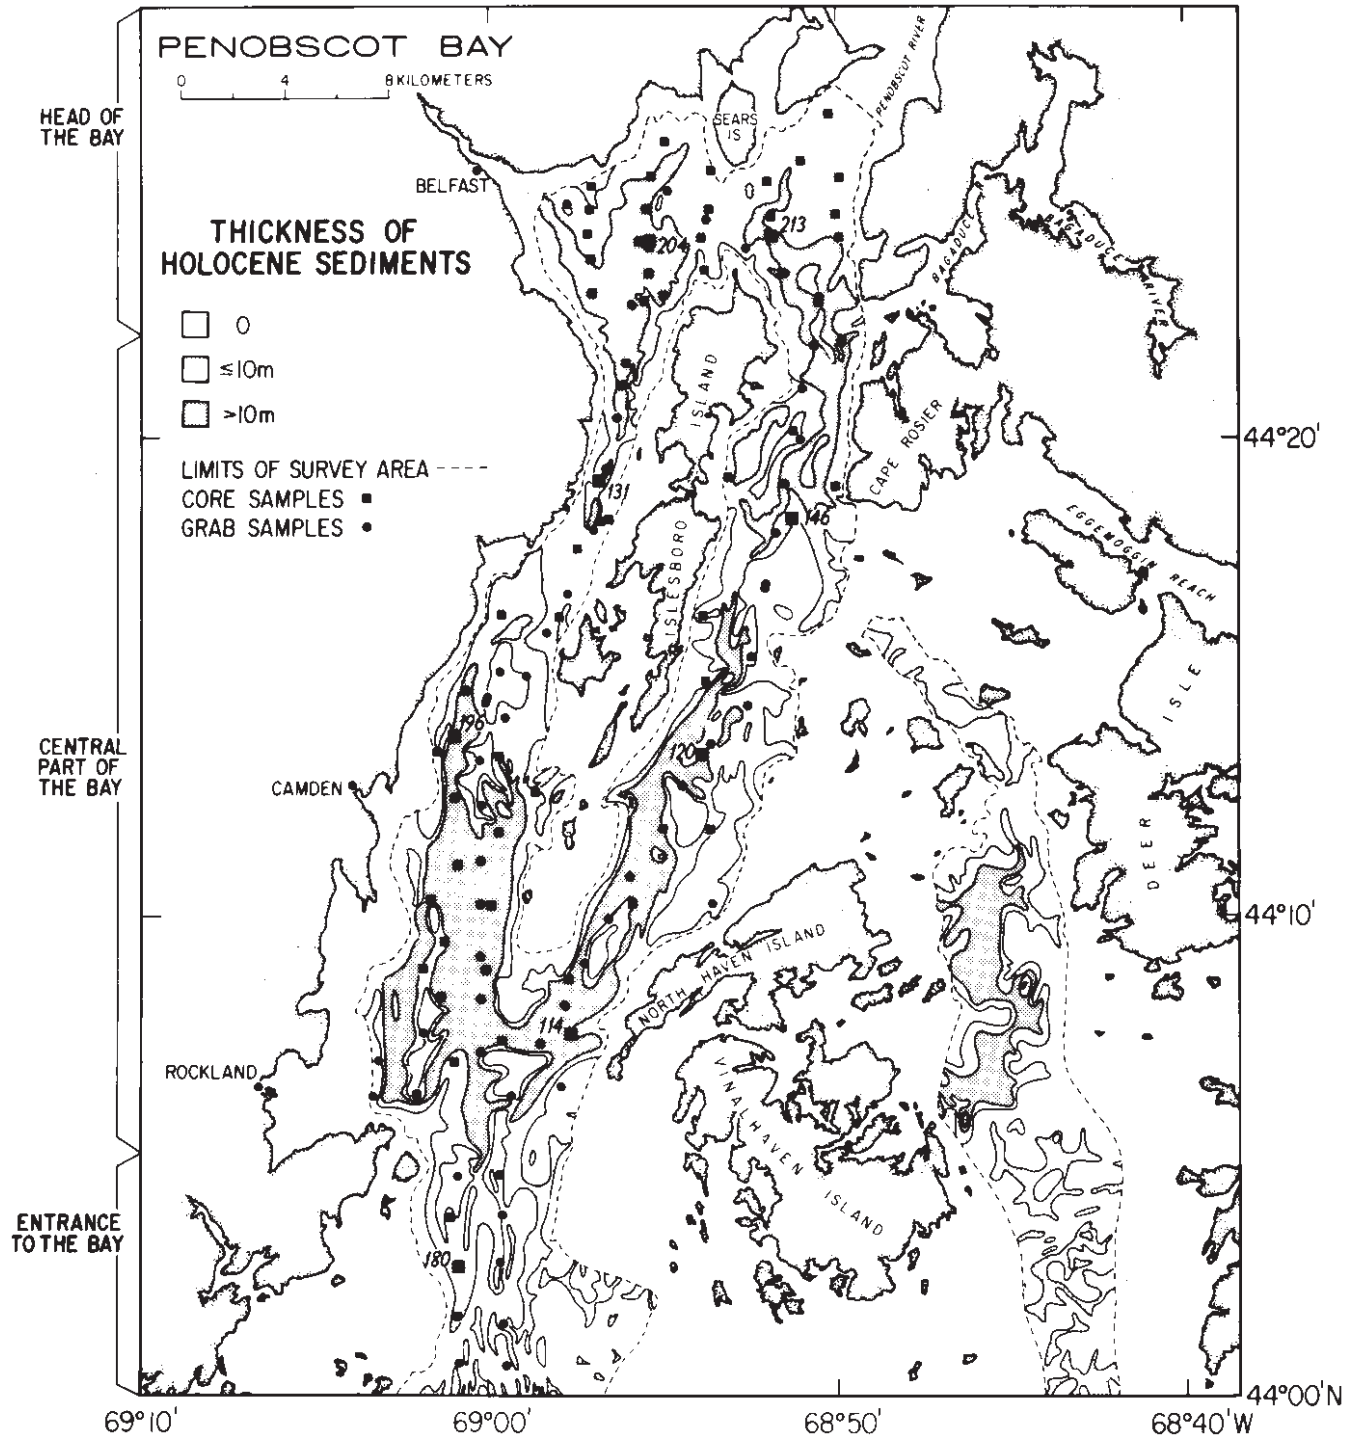 PENOBSCOT BAY
0 4 8 KILOMETERS
HEAD OF
THE BAY
SEARS
IS
PENOBSCOT RIVER
BELFAST
THICKNESS OF
HOLOCENE SEDIMENTS
0
≤10m
>10m
LIMITS OF SURVEY AREA
CORE SAMPLES
GRAB SAMPLES
204
213
BAGADUCE
BAGADUCE RIVER
44°20'
ISLAND
CAPE ROSIER
131
146
ISLESBORO
EGGEMOGGIN REACH
196
120
DEER ISLE
CENTRAL
PART OF
THE BAY
CAMDEN
44°10'
NORTH HAVEN ISLAND
114
ROCKLAND
VINALHAVEN ISLAND
ENTRANCE
TO THE BAY
180
44°00'N
69°10' 69°00' 68°50' 68°40'W